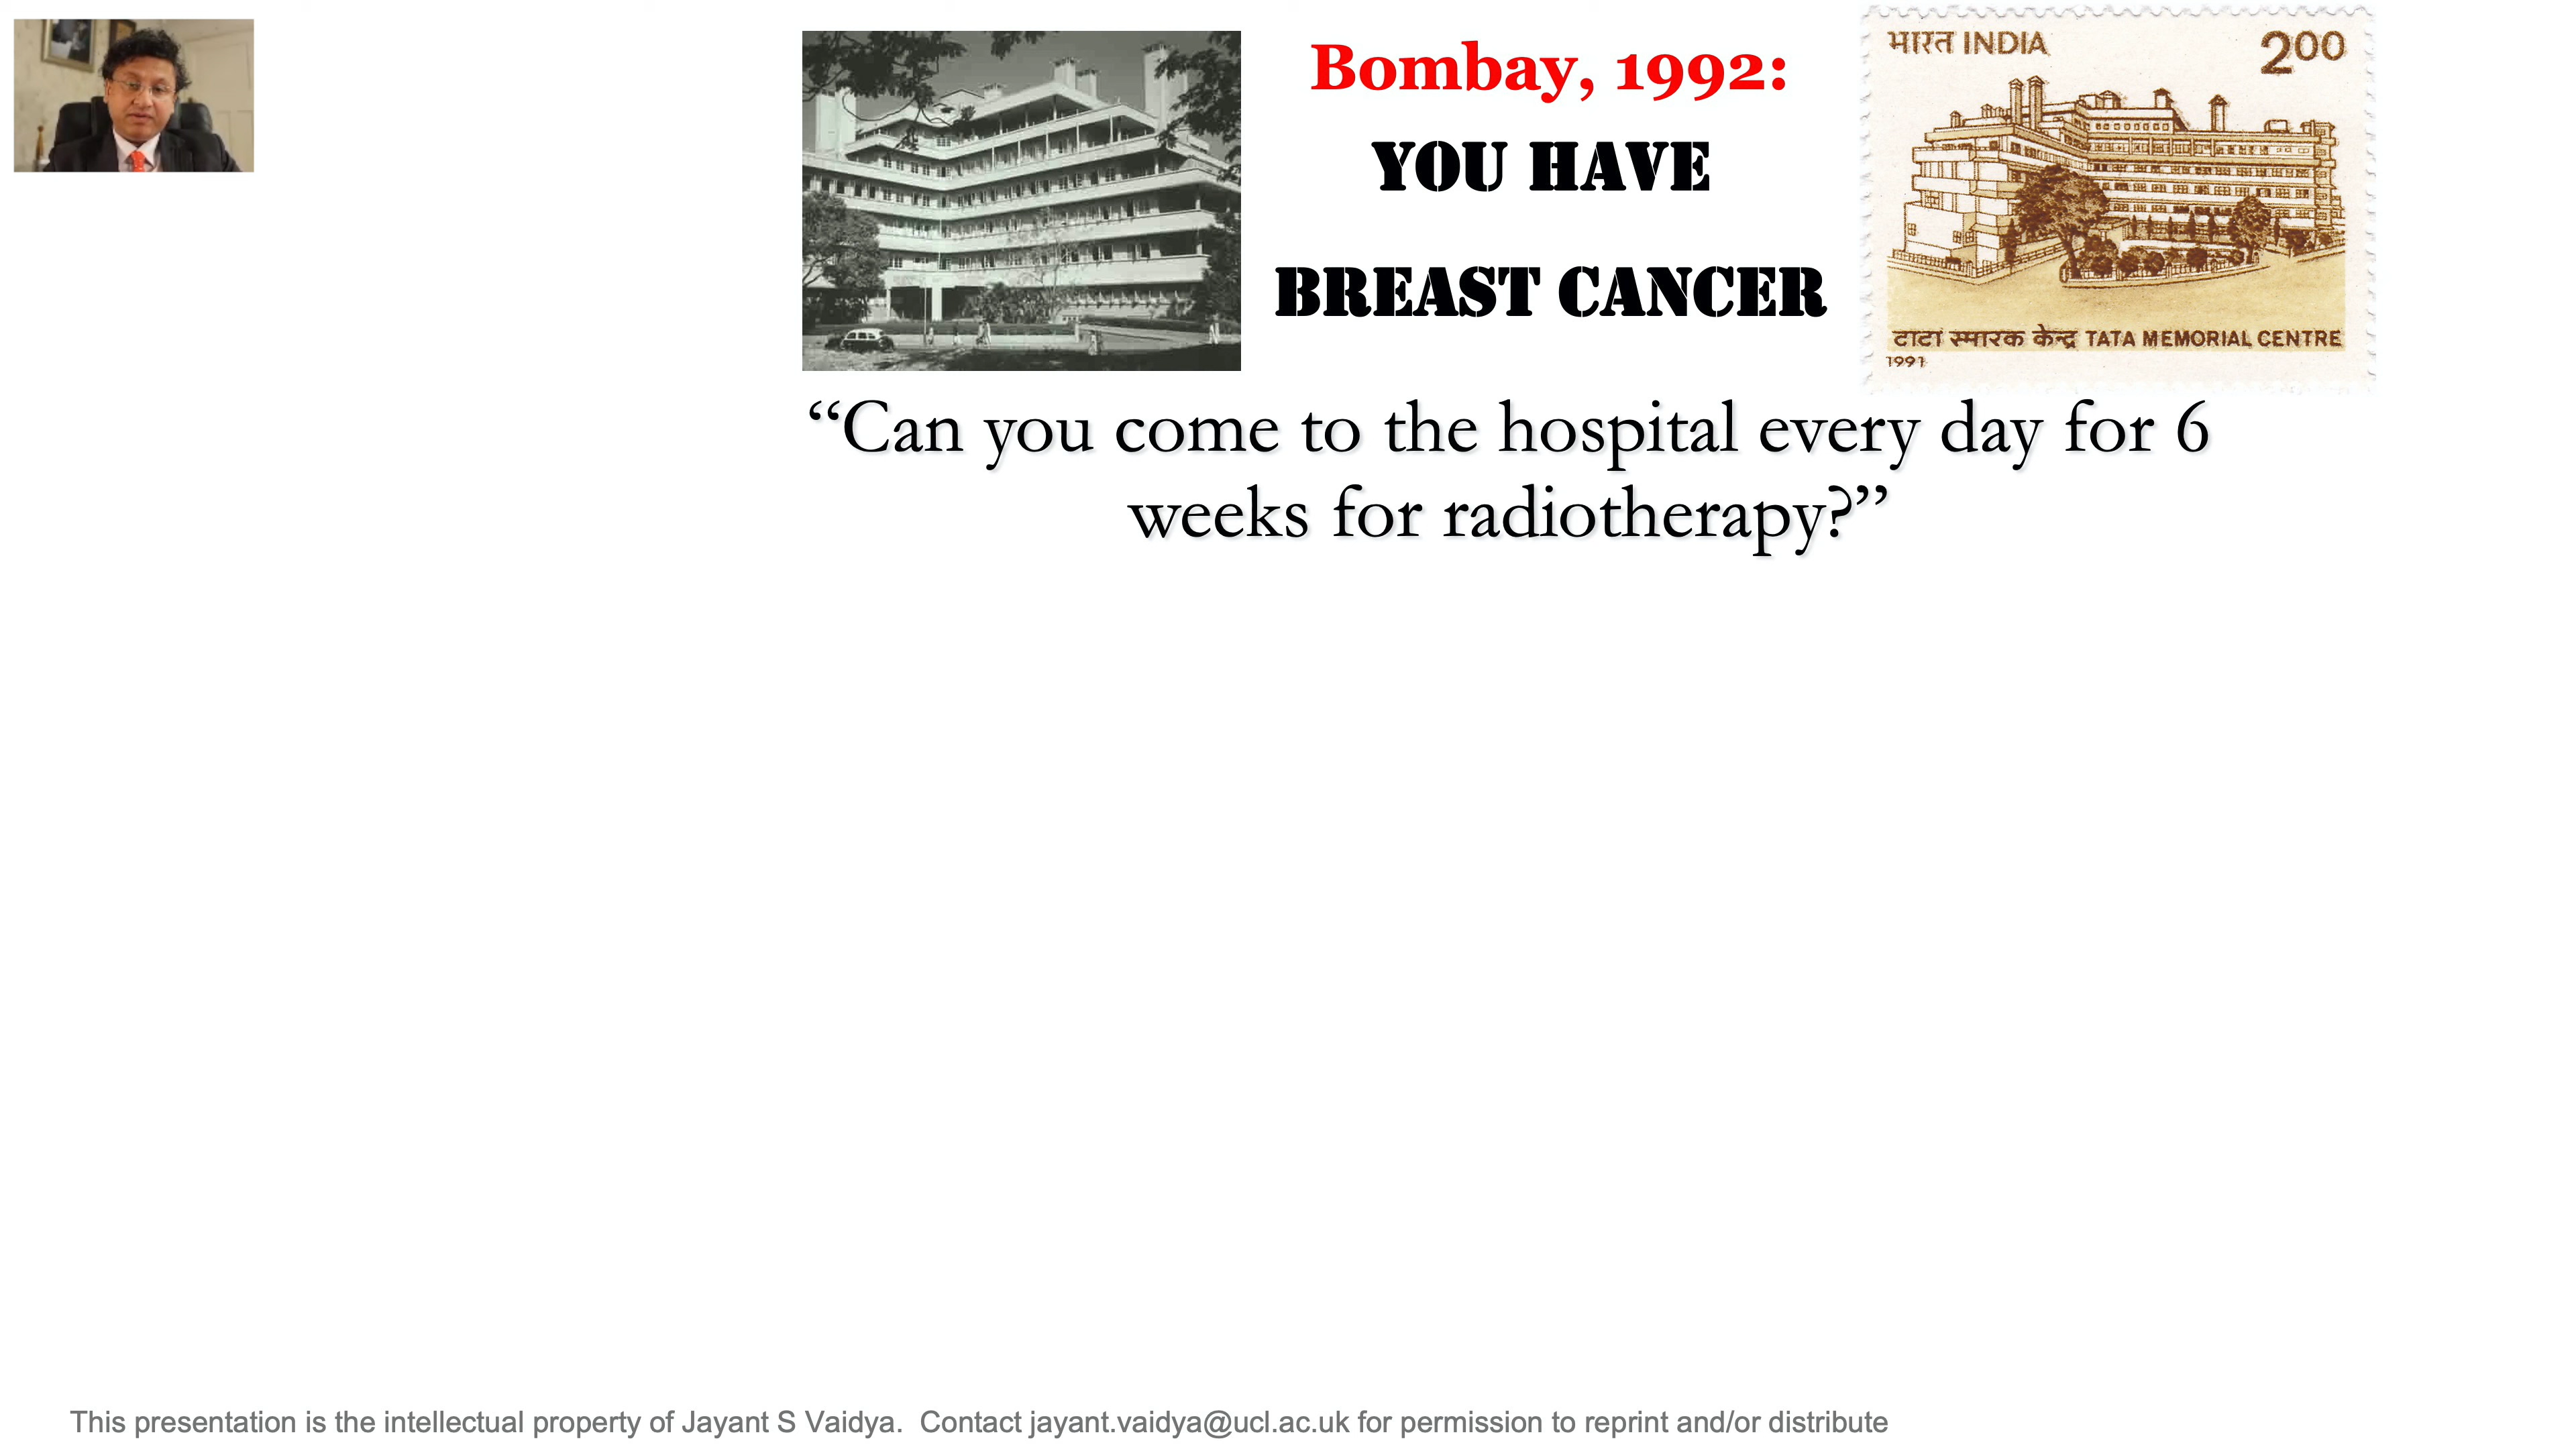 Bombay, 1992:
YOU HAVE
BREAST CANCER
भारत INDIA
200
टाटा स्मारक केन्द्र TATA MEMORIAL CENTRE
1991
“Can you come to the hospital every day for 6
weeks for radiotherapy?”
This presentation is the intellectual property of Jayant S Vaidya.  Contact jayant.vaidya@ucl.ac.uk for permission to reprint and/or distribute